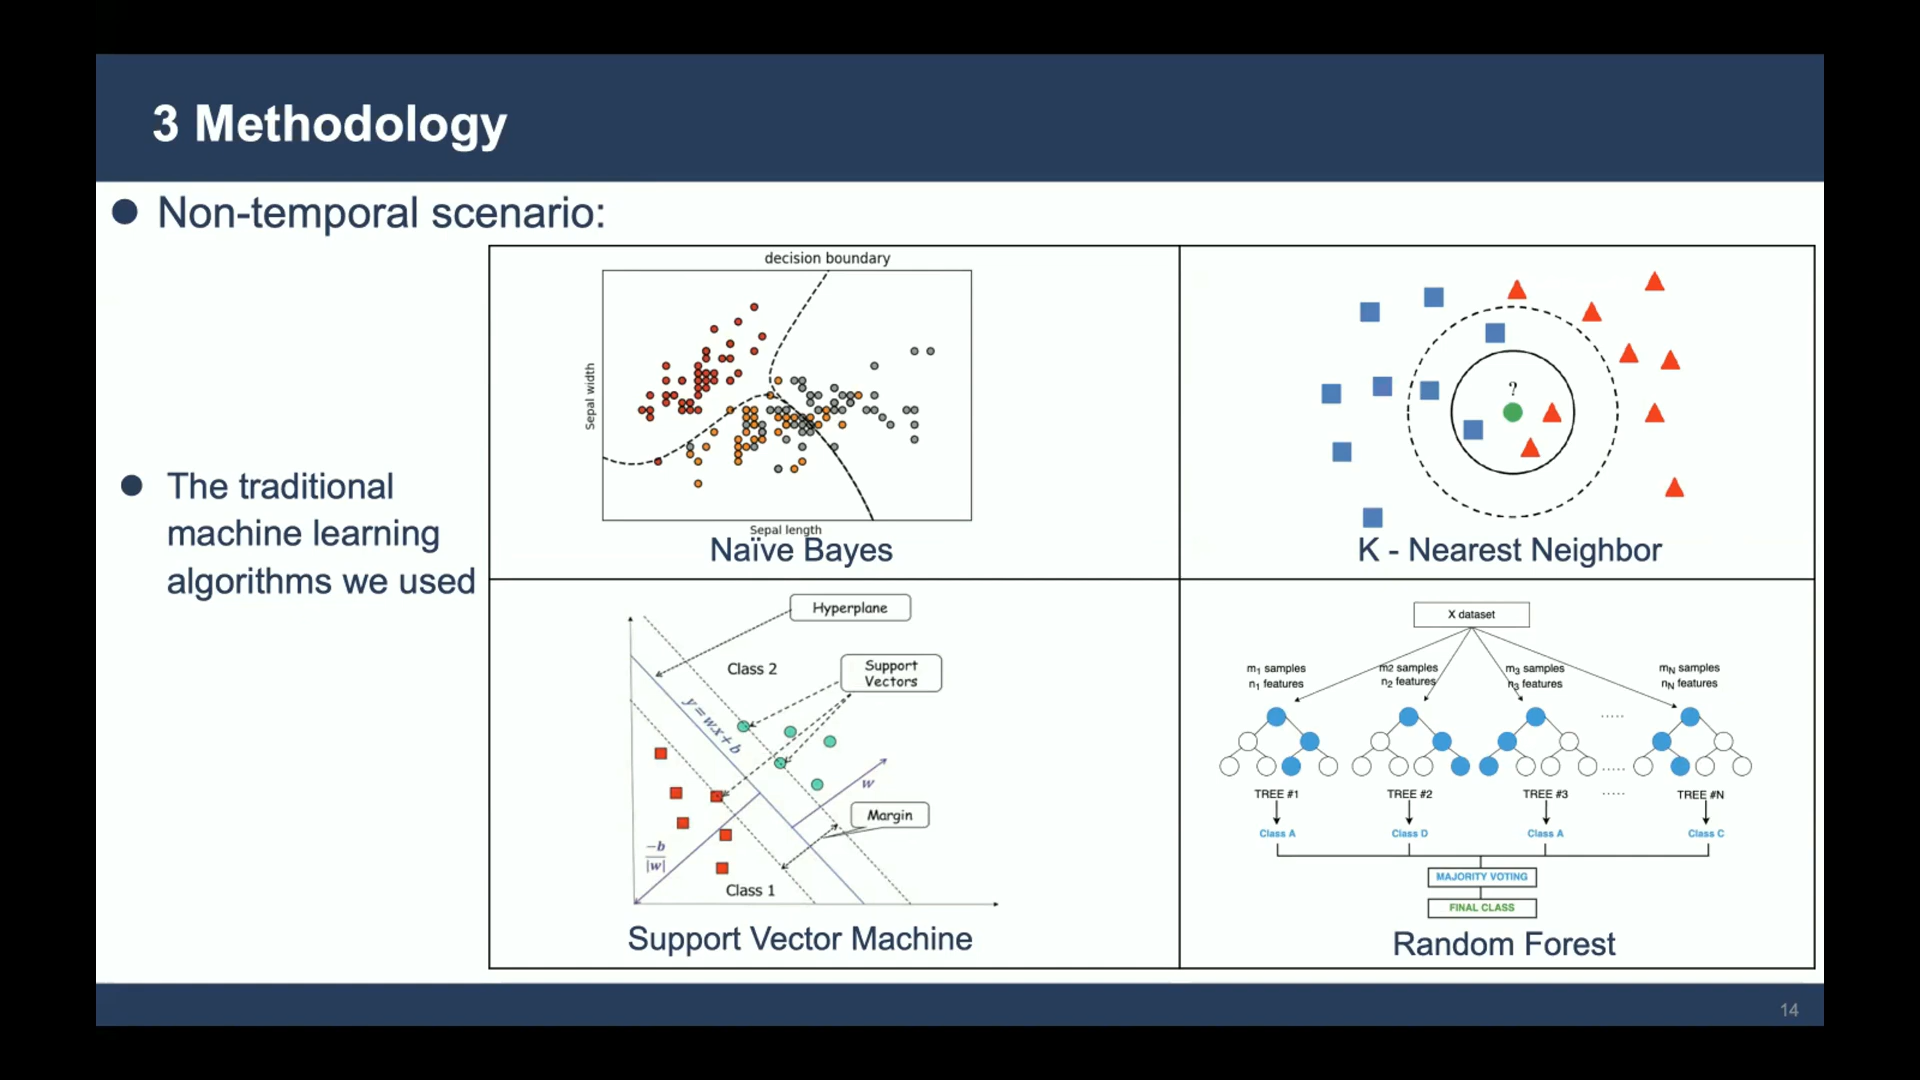 3 Methodology
Non-temporal scenario:
The traditional
machine learning
algorithms we used
decision boundary
Sepal width
Sepal length
Naïve Bayes
?
K - Nearest Neighbor
Hyperplane
Class 2
Support
Vectors
y = wx + b
w
Margin
-b
|w|
Class 1
Support Vector Machine
X dataset
m1 samples
n1 features
m2 samples
n2 features
m3 samples
n3 features
mN samples
nN features
.....
.....
.....
TREE #1
TREE #2
TREE #3
TREE #N
Class A
Class D
Class A
Class C
MAJORITY VOTING
FINAL CLASS
Random Forest
14